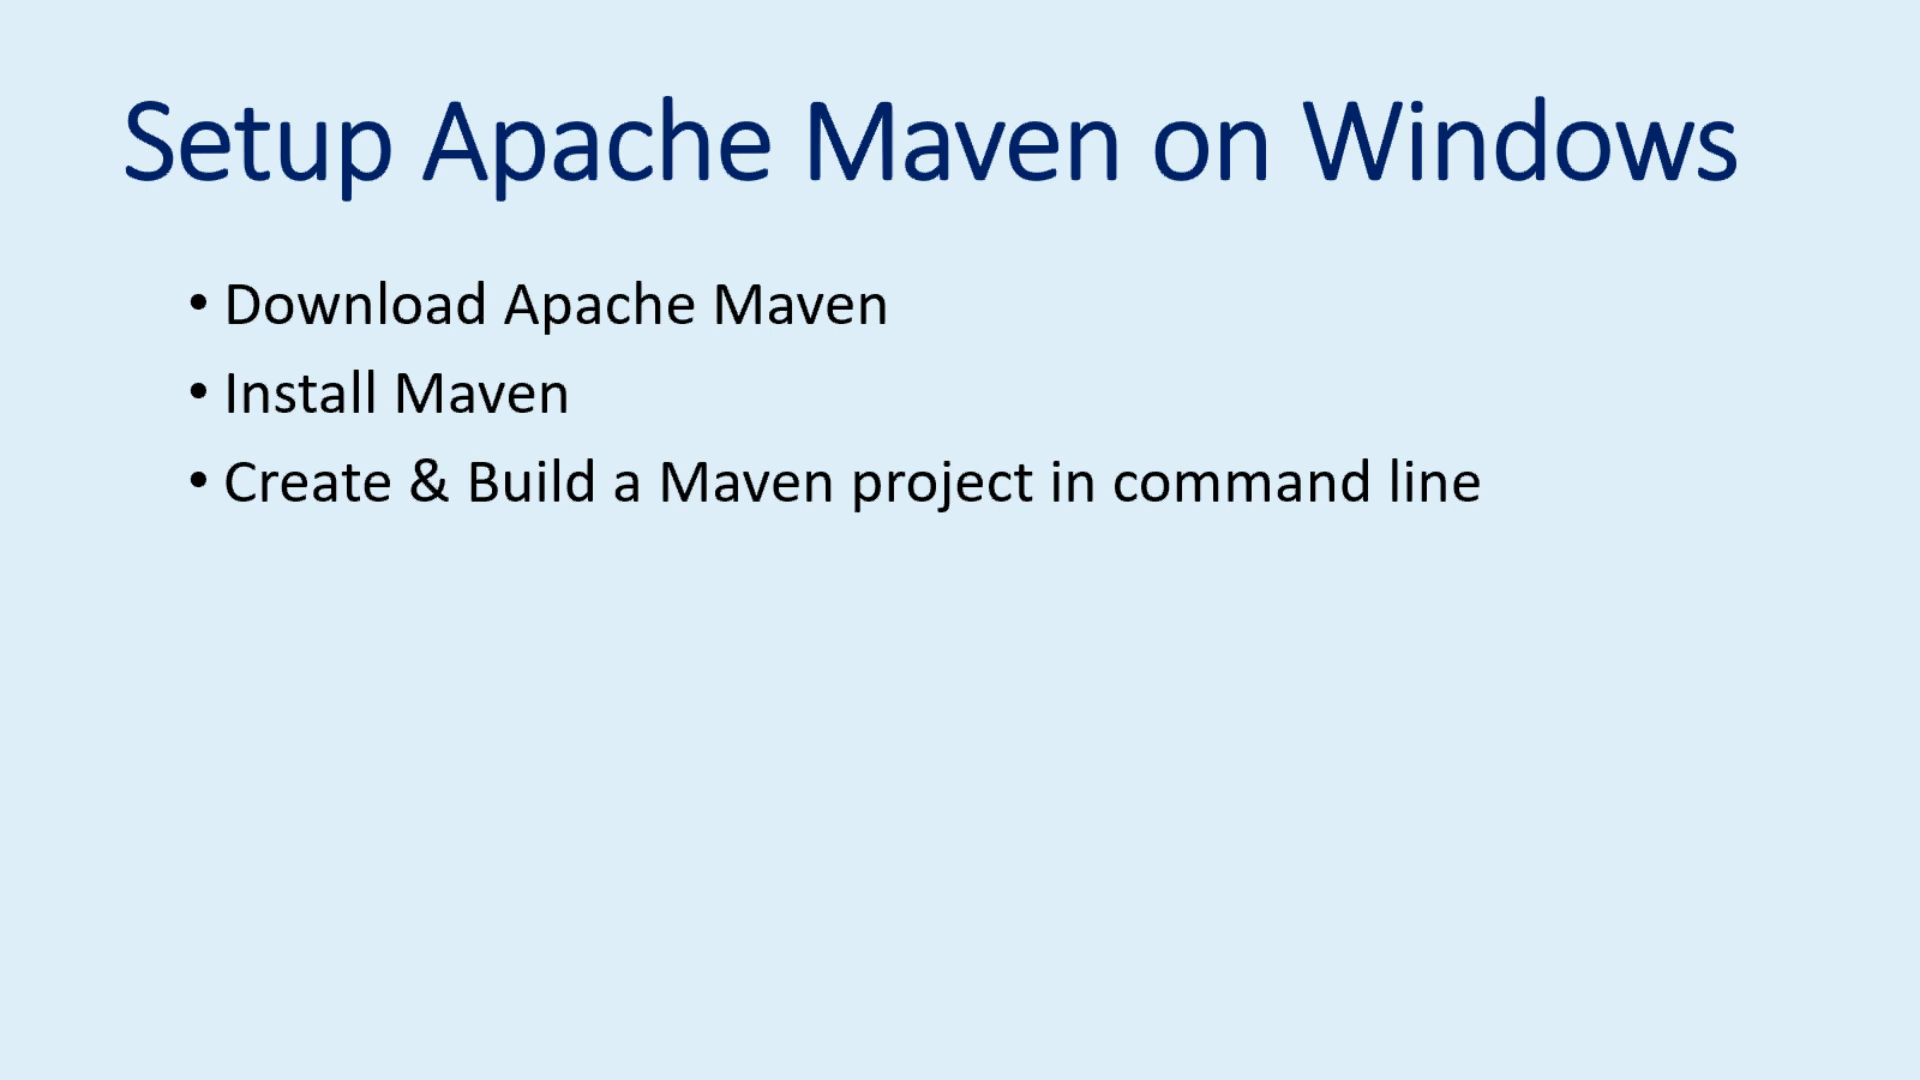 Setup Apache Maven on Windows
• Download Apache Maven
• Install Maven
• Create & Build a Maven project in command line